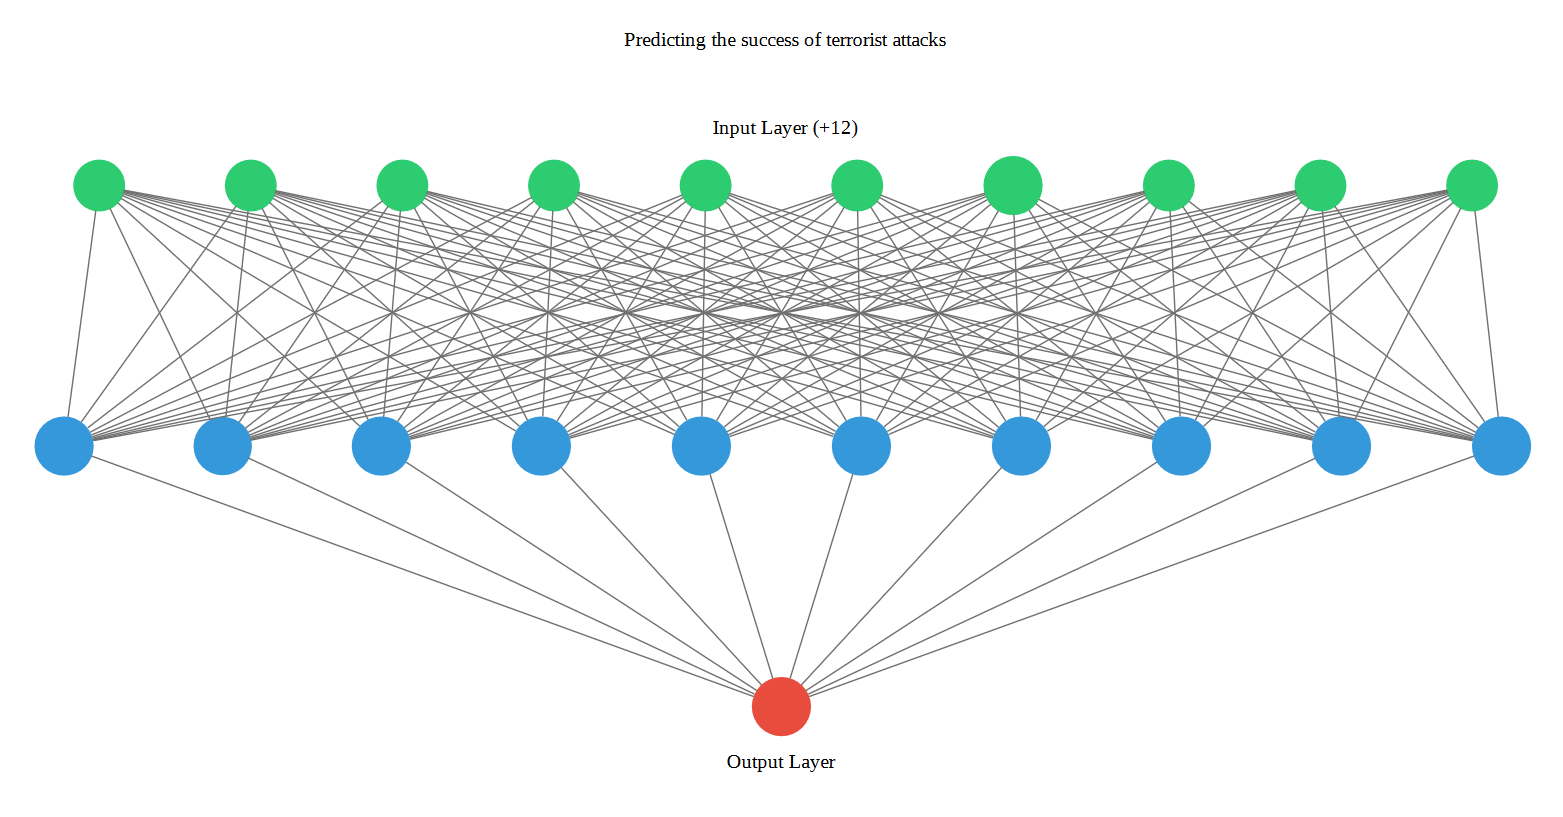 Predicting the success of terrorist attacks
Input Layer (+12)
Output Layer